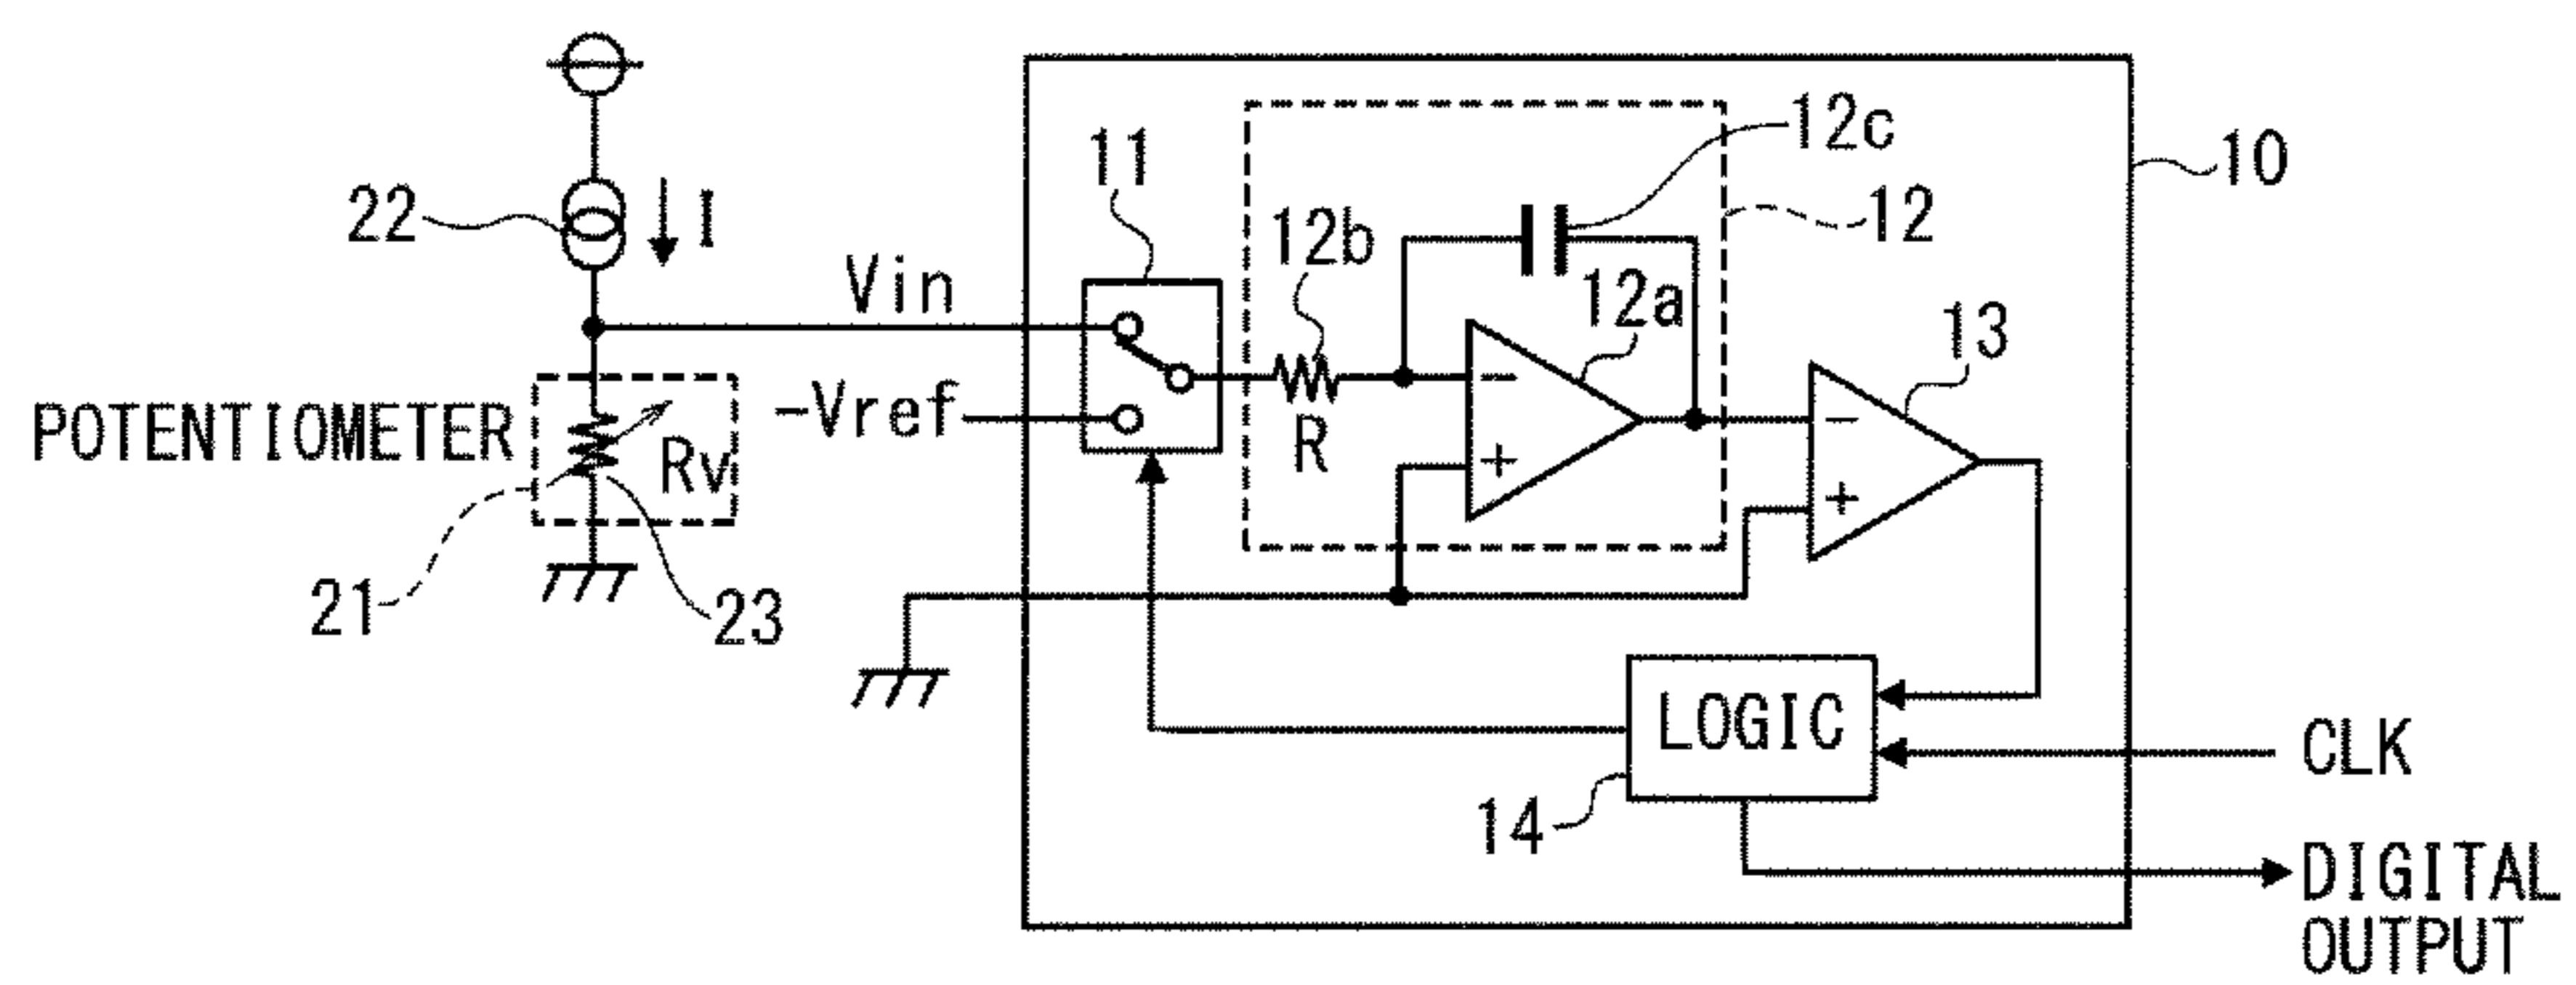 12c
11
10
22
I
12b
12
Vin
12a
13
-Vref
POTENTIOMETER
Rv
R
−
+
−
+
21
23
LOGIC
CLK
14
DIGITAL
OUTPUT